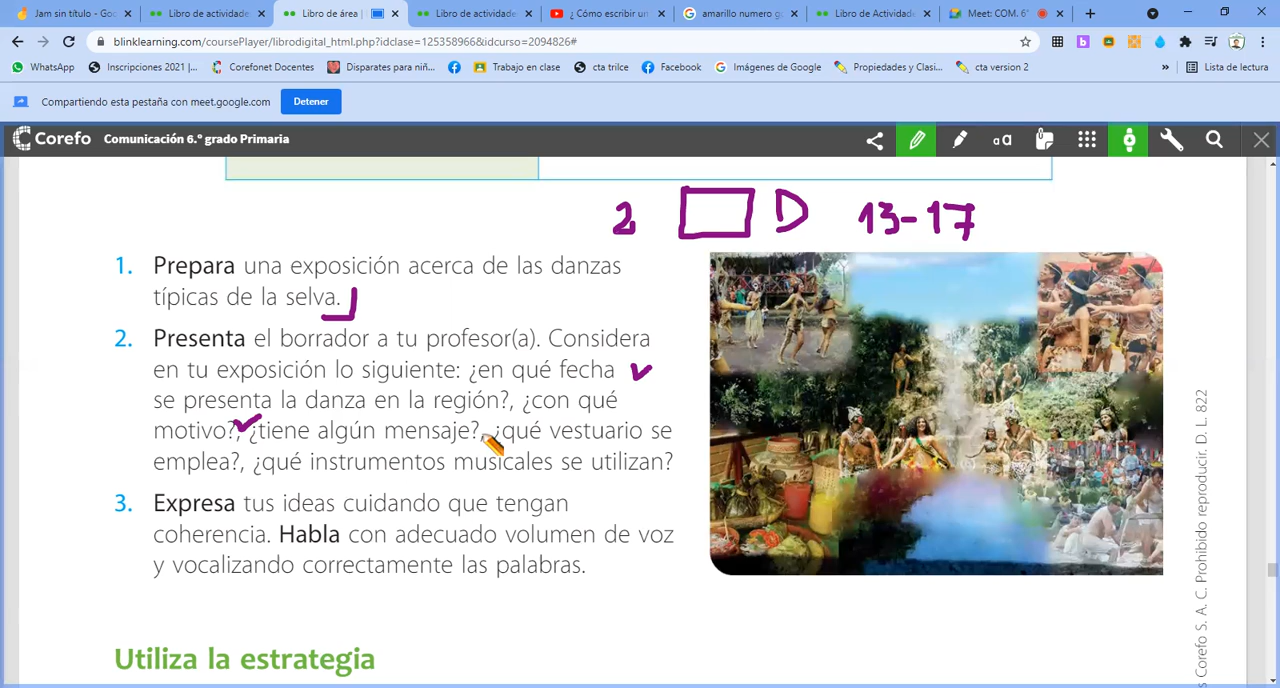 Jam sin título - Goo
Libro de actividade
Libro de área |
Libro de actividade
¿ Cómo escribir un
amarillo numero ga
Libro de Actividade
Meet: COM. 6°
blinklearning.com/coursePlayer/librodigital_html.php?idclase=125358966&idcurso=2094826#
WhatsApp
Inscripciones 2021 |...
Corefonet Docentes
Disparates para niñ...
Trabajo en clase
cta trilce
Facebook
Imágenes de Google
Propiedades y Clasi...
cta version 2
»
Lista de lectura
Compartiendo esta pestaña con meet.google.com
Detener
Corefo
Comunicación 6.º grado Primaria
aa
2 D 13-17
1. Prepara una exposición acerca de las danzas
típicas de la selva.
2. Presenta el borrador a tu profesor(a). Considera
en tu exposición lo siguiente: ¿en qué fecha
se presenta la danza en la región?, ¿con qué
motivo?, ¿tiene algún mensaje?, ¿qué vestuario se
emplea?, ¿qué instrumentos musicales se utilizan?
3. Expresa tus ideas cuidando que tengan
coherencia. Habla con adecuado volumen de voz
y vocalizando correctamente las palabras.
Utiliza la estrategia
s Corefo S. A. C. Prohibido reproducir. D. L. 822